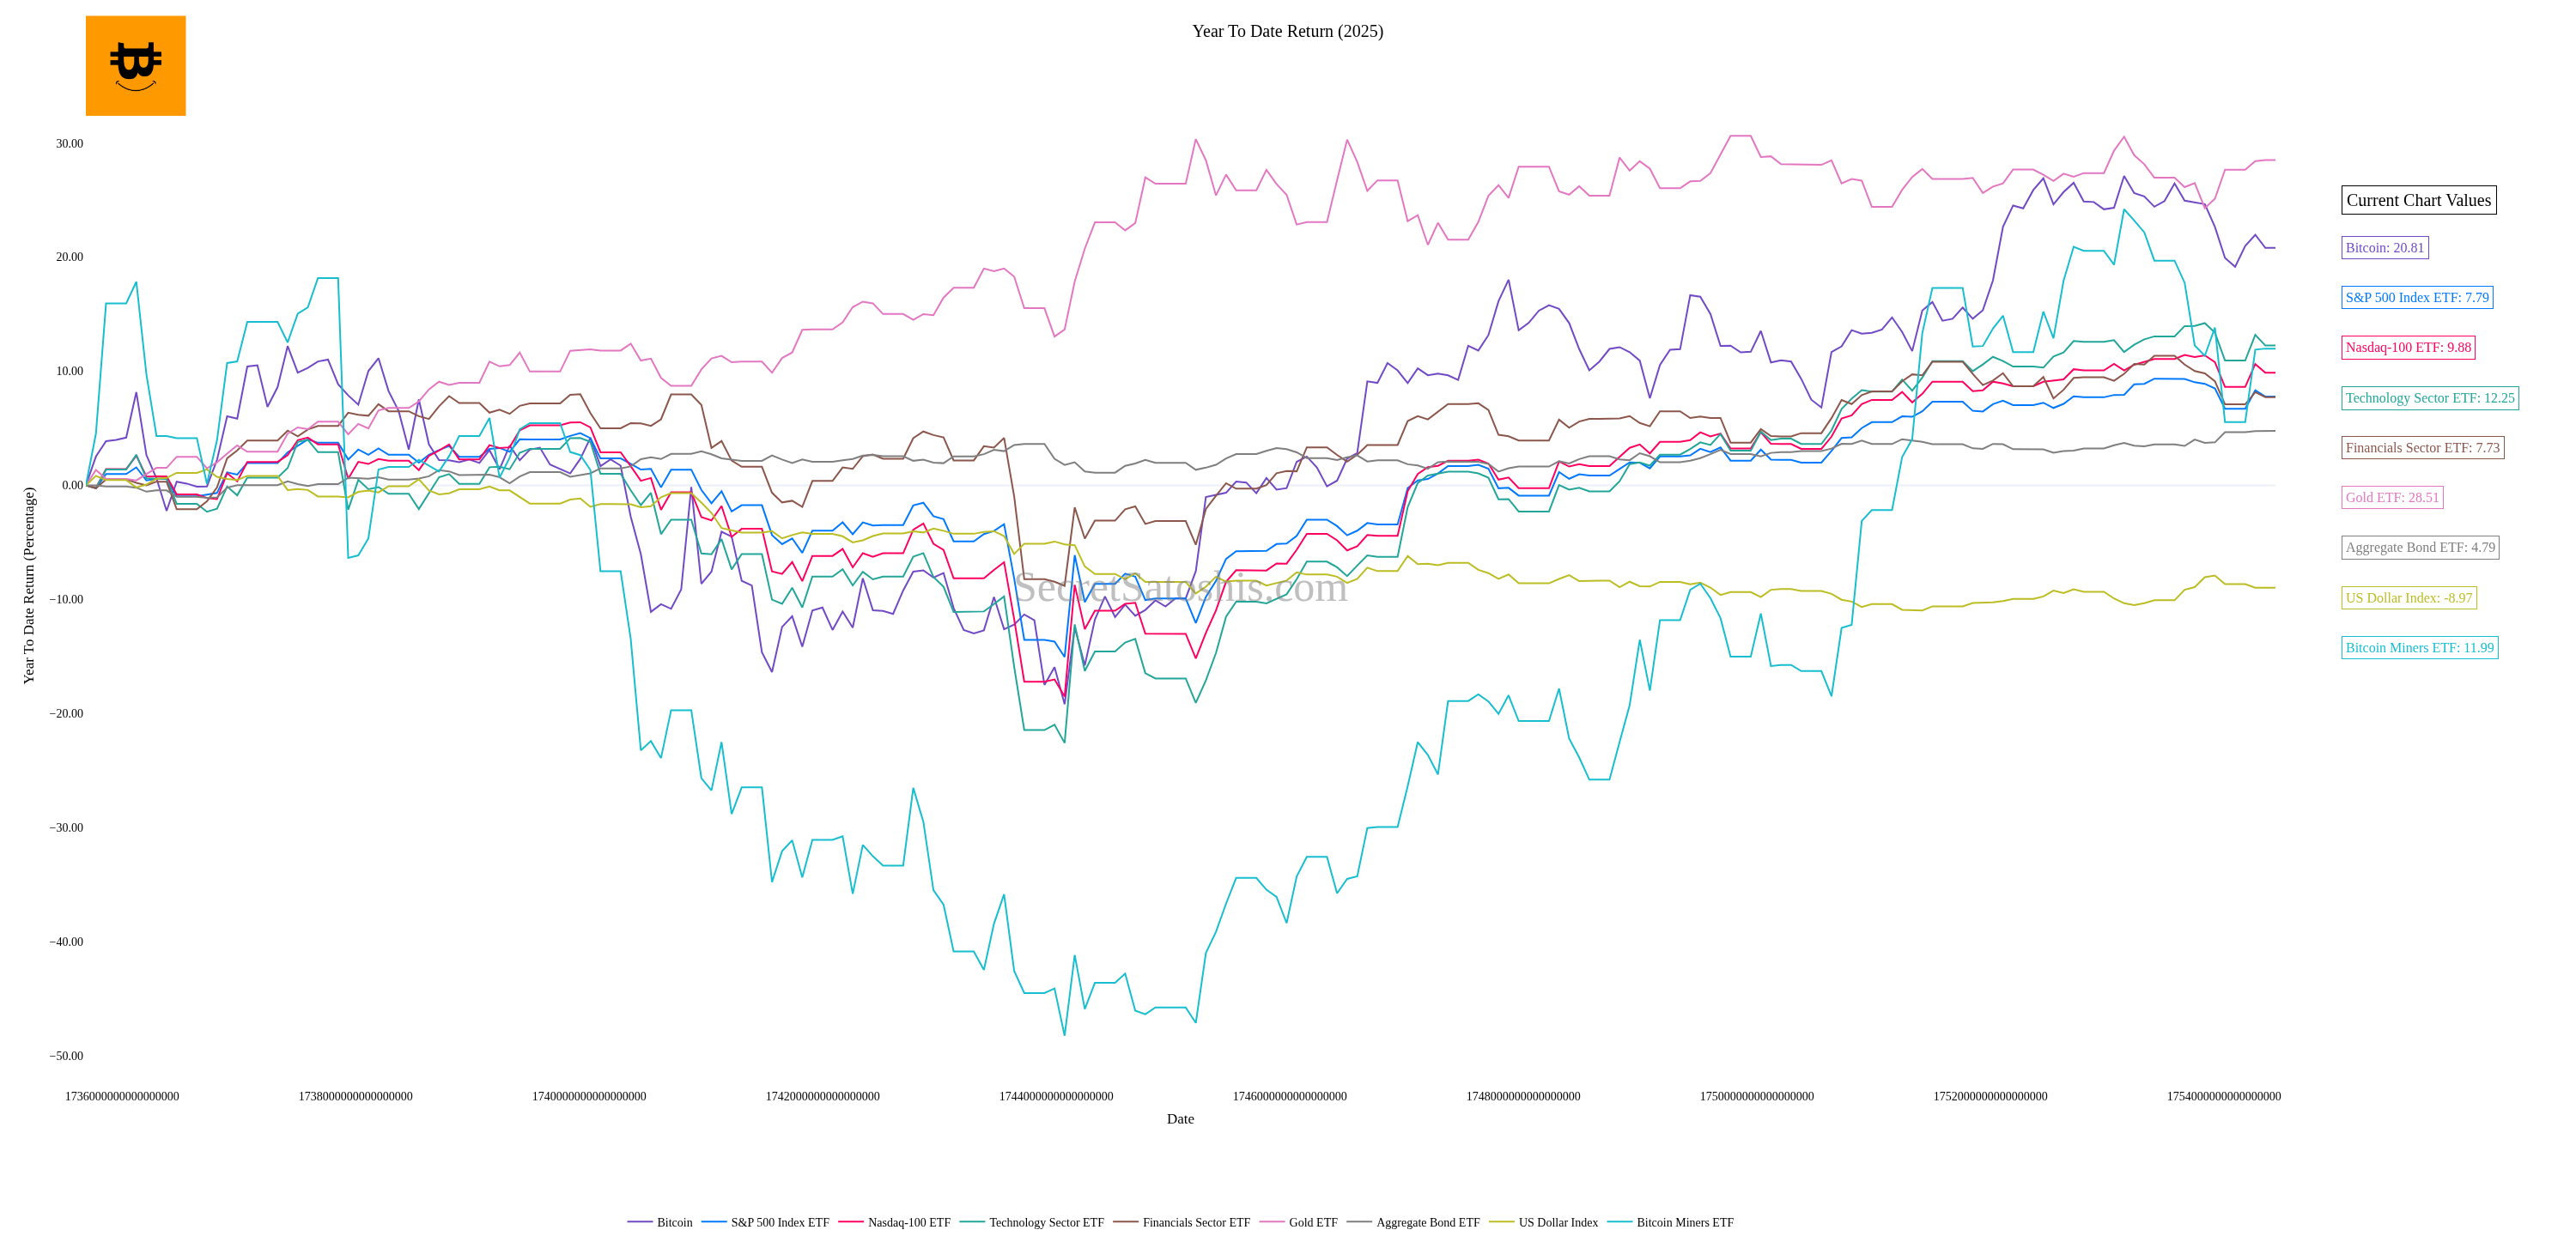 Year To Date Return (2025)
30.00
20.00
10.00
0.00
−10.00
−20.00
−30.00
−40.00
−50.00
Year To Date Return (Percentage)
SecretSatoshis.com
Current Chart Values
Bitcoin: 20.81
S&P 500 Index ETF: 7.79
Nasdaq-100 ETF: 9.88
Technology Sector ETF: 12.25
Financials Sector ETF: 7.73
Gold ETF: 28.51
Aggregate Bond ETF: 4.79
US Dollar Index: -8.97
Bitcoin Miners ETF: 11.99
1736000000000000000 1738000000000000000 1740000000000000000 1742000000000000000 1744000000000000000 1746000000000000000 1748000000000000000 1750000000000000000 1752000000000000000 1754000000000000000
Date
Bitcoin S&P 500 Index ETF Nasdaq-100 ETF Technology Sector ETF Financials Sector ETF Gold ETF Aggregate Bond ETF US Dollar Index Bitcoin Miners ETF